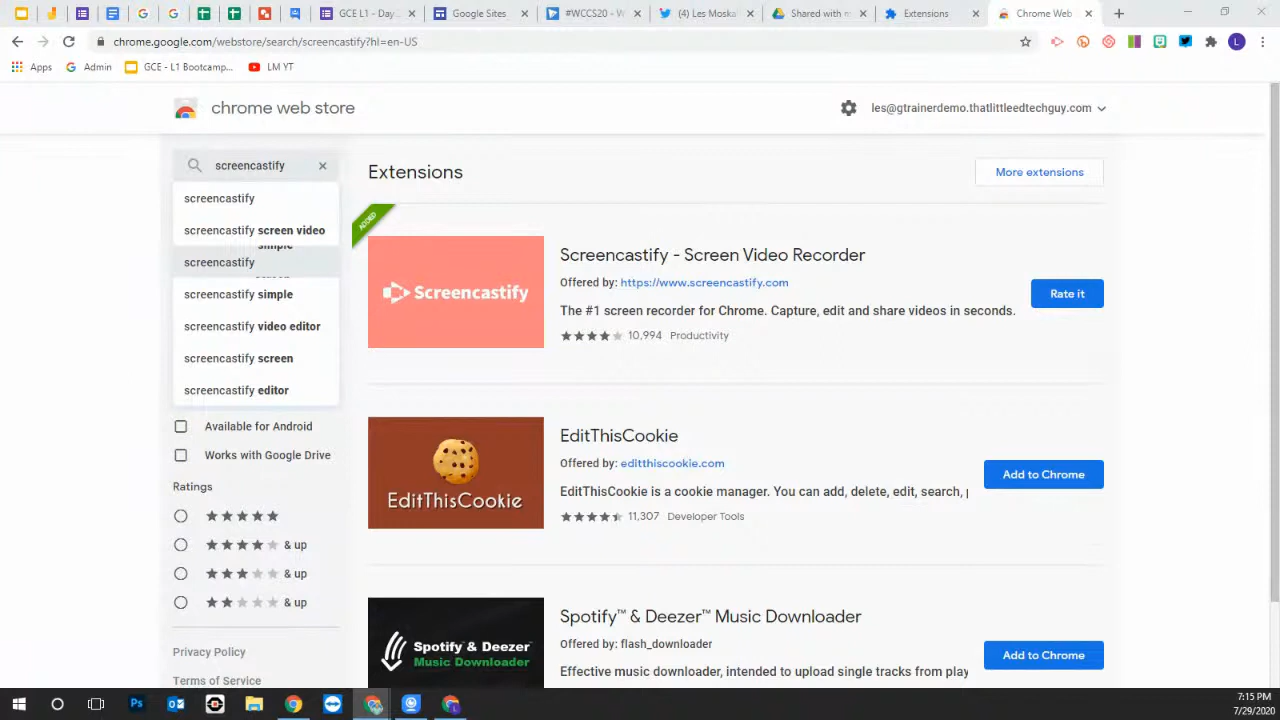 GCE L1 - Day
Google Sites
#WCCS20 - V
(4) Les Moska
Shared with m
Extensions
Chrome Web
chrome.google.com/webstore/search/screencastify?hl=en-US
L
Apps
Admin
GCE - L1 Bootcamp...
LM YT
chrome web store
les@gtrainerdemo.thatlittleedtechguy.com
screencastify
screencastify
screencastify screen video
simple
screencastify
screencastify simple
screencastify video editor
screencastify screen
screencastify editor
Available for Android
Works with Google Drive
Ratings
& up
& up
& up
Privacy Policy
Terms of Service
Extensions
More extensions
ADDED
Screencastify
Screencastify - Screen Video Recorder
Offered by: https://www.screencastify.com
The #1 screen recorder for Chrome. Capture, edit and share videos in seconds.
10,994 Productivity
Rate it
EditThisCookie
EditThisCookie
Offered by: editthiscookie.com
EditThisCookie is a cookie manager. You can add, delete, edit, search,
11,307 Developer Tools
Add to Chrome
Spotify & Deezer™
Music Downloader
Spotify™ & Deezer™ Music Downloader
Offered by: flash_downloader
Effective music downloader, intended to upload single tracks from play
Add to Chrome
Ps
7:15 PM
7/29/2020